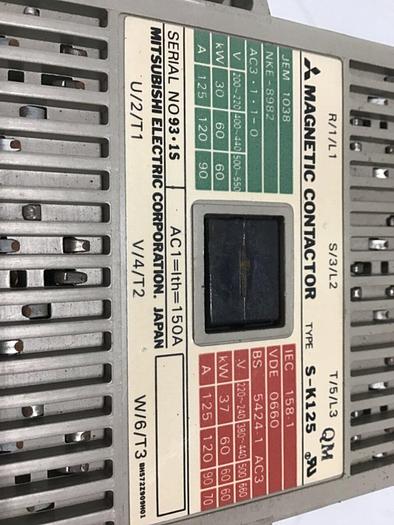 R/1/L1 S/3/L2 T/5/L3
MAGNETIC CONTACTOR TYPE S-K125 QM
JEM 1038
NKE-8982
AC3・1・1-0
V 200~220 400~440 500~550
kW 30 60 60
A 125 120 90
IEC 158-1
VDE 0660
BS 5424-1 AC3
V 220~240 380~440 500 660
kW 37 60 60 60
A 125 120 90 70
SERIAL NO 93・1S AC1=Ith=150A
MITSUBISHI ELECTRIC CORPORATION. JAPAN
U/2/T1 V/4/T2 W/6/T3 BH572Z909H01